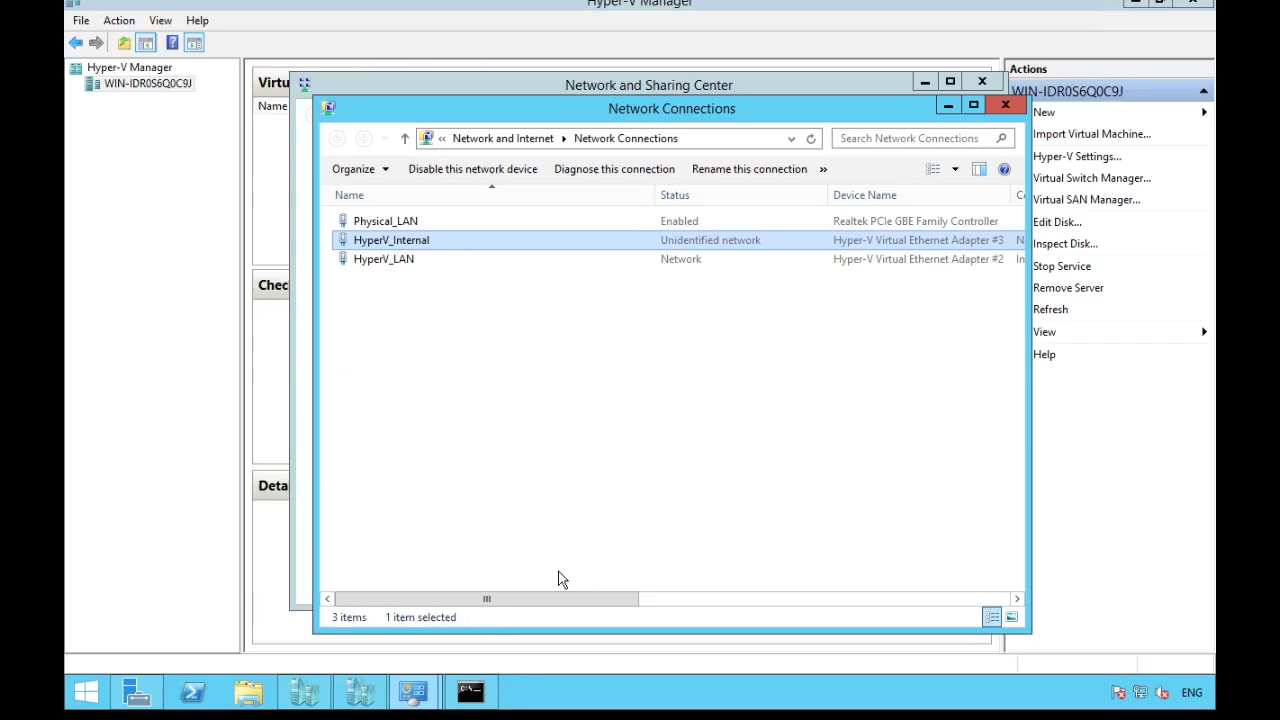 Hyper-V Manager
File Action View Help
Hyper-V Manager
WIN-IDR0S6Q0C9J
Virtu
Name
Chec
Deta
Network and Sharing Center
Network Connections
« Network and Internet Network Connections
Search Network Connections
Organize Disable this network device Diagnose this connection Rename this connection »
Name Status Device Name C
Physical_LAN Enabled Realtek PCIe GBE Family Controller
HyperV_Internal Unidentified network Hyper-V Virtual Ethernet Adapter #3 N
HyperV_LAN Network Hyper-V Virtual Ethernet Adapter #2 In
3 items 1 item selected
Actions
WIN-IDR0S6Q0C9J
New
Import Virtual Machine...
Hyper-V Settings...
Virtual Switch Manager...
Virtual SAN Manager...
Edit Disk...
Inspect Disk...
Stop Service
Remove Server
Refresh
View
Help
ENG